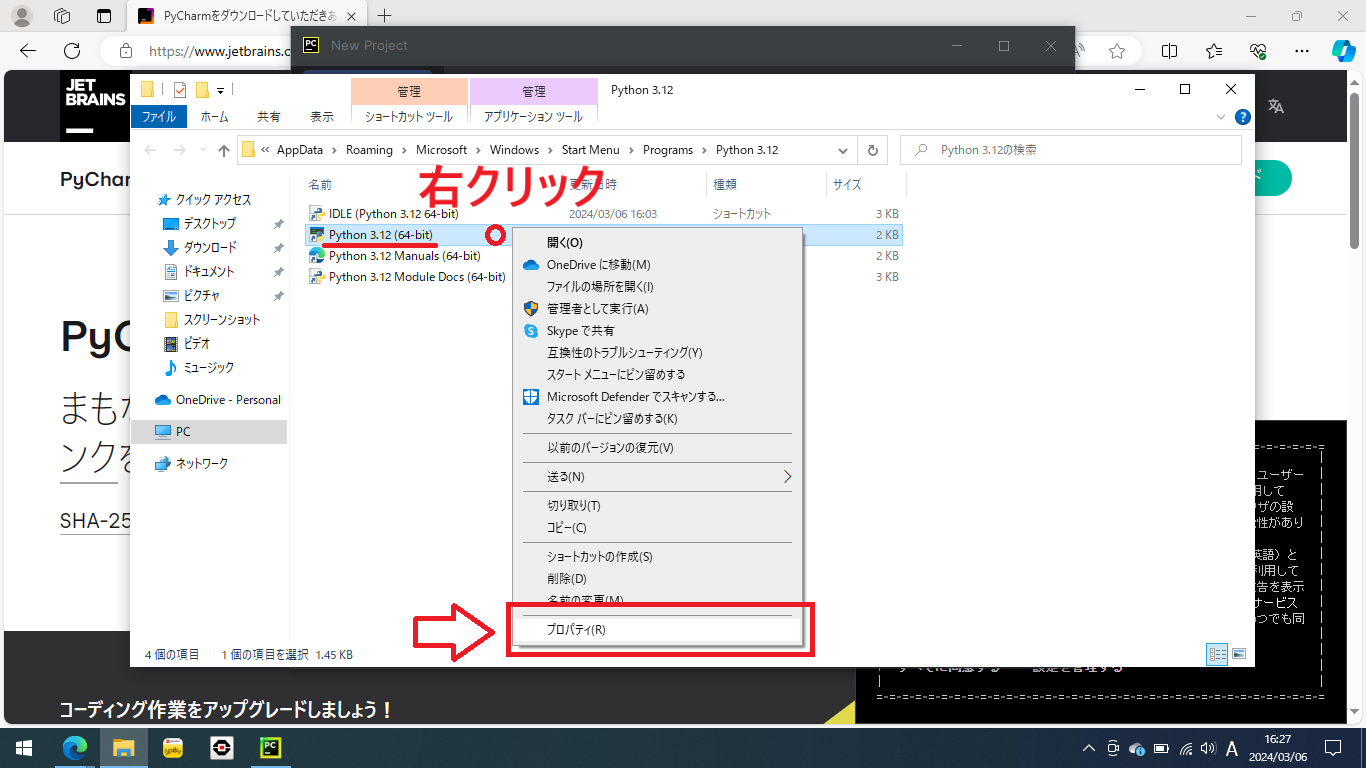 PyCharmをダウンロードしていただきあ
https://www.jetbrains.c
PC New Project
JET
BRAINS
管理
管理
Python 3.12
ファイル ホーム 共有 表示 ショートカット ツール アプリケーション ツール
« AppData › Roaming › Microsoft › Windows › Start Menu › Programs › Python 3.12
Python 3.12の検索
PyChar
名前 更新日時 種類 サイズ
右クリック
クイック アクセス
デスクトップ
ダウンロード
ドキュメント
ピクチャ
スクリーンショット
ビデオ
ミュージック
OneDrive - Personal
PC
ネットワーク
IDLE (Python 3.12 64-bit) 2024/03/06 16:03 ショートカット 3 KB
Python 3.12 (64-bit) 2 KB
Python 3.12 Manuals (64-bit) 2 KB
Python 3.12 Module Docs (64-bit) 3 KB
開く(O)
OneDrive に移動(M)
ファイルの場所を開く(I)
管理者として実行(A)
Skype で共有
互換性のトラブルシューティング(Y)
スタート メニューにピン留めする
Microsoft Defender でスキャンする...
タスク バーにピン留めする(K)
以前のバージョンの復元(V)
送る(N)
切り取り(T)
コピー(C)
ショートカットの作成(S)
削除(D)
名前の変更(M)
プロパティ(R)
4 個の項目 1 個の項目を選択 1.45 KB
PyC
まもな
ンクを
SHA-25
ド
ユーザー
用して
ザの設
性があり
英語）と
利用して
告を表示
サービス
つでも同
すべてに同意する 設定を管理する
コーディング作業をアップグレードしましょう！
PC
A
16:27
2024/03/06